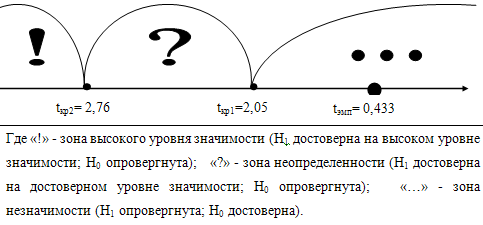 ! ? ...
tкр2= 2,76 tкр1=2,05 tэмп= 0,433
Где «!» - зона высокого уровня значимости (H1 достоверна на высоком уровне
значимости; H0 опровергнута); «?» - зона неопределенности (H1 достоверна
на достоверном уровне значимости; H0 опровергнута); «…» - зона
незначимости (H1 опровергнута; H0 достоверна).